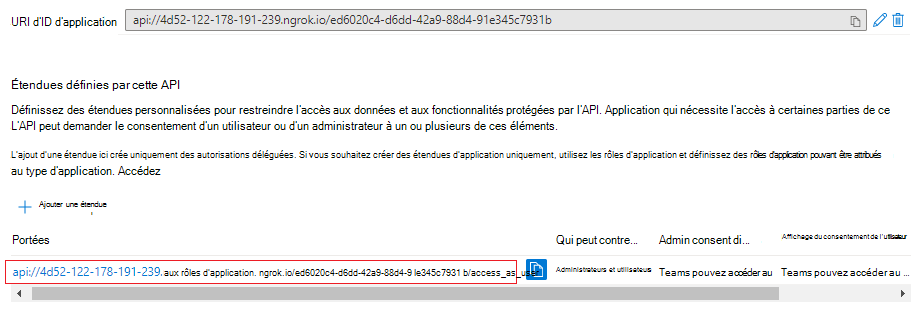 URI d'ID d'application api://4d52-122-178-191-239.ngrok.io/ed6020c4-d6dd-42a9-88d4-91e345c7931b
Étendues définies par cette API
Définissez des étendues personnalisées pour restreindre l'accès aux données et aux fonctionnalités protégées par l'API. Application qui nécessite l'accès à certaines parties de ce
L'API peut demander le consentement d'un utilisateur ou d'un administrateur à un ou plusieurs de ces éléments.
L'ajout d'une étendue ici crée uniquement des autorisations déléguées. Si vous souhaitez créer des étendues d'application uniquement, utilisez les rôles d'application et définissez des rôles d'application pouvant être attribués
au type d'application. Accédez
Ajouter une étendue
Portées Qui peut contre... Admin consent di... Affichage du consentement de l'utilisateur
api://4d52-122-178-191-239.aux rôles d'application. ngrok.io/ed6020c4-d6dd-42a9-88d4-9 le345c7931 b/access_as_user Administrateurs et utilisateurs Teams pouvez accéder au Teams pouvez accéder au ...